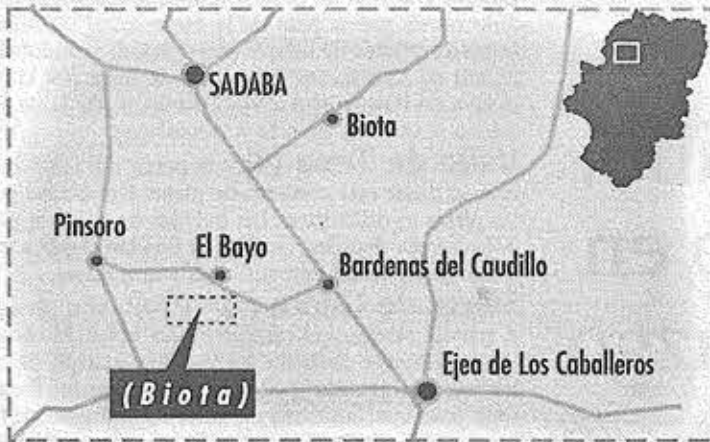 SADABA
Biota
Pinsoro
El Bayo
Bardenas del Caudillo
(Biota)
Ejea de Los Caballeros